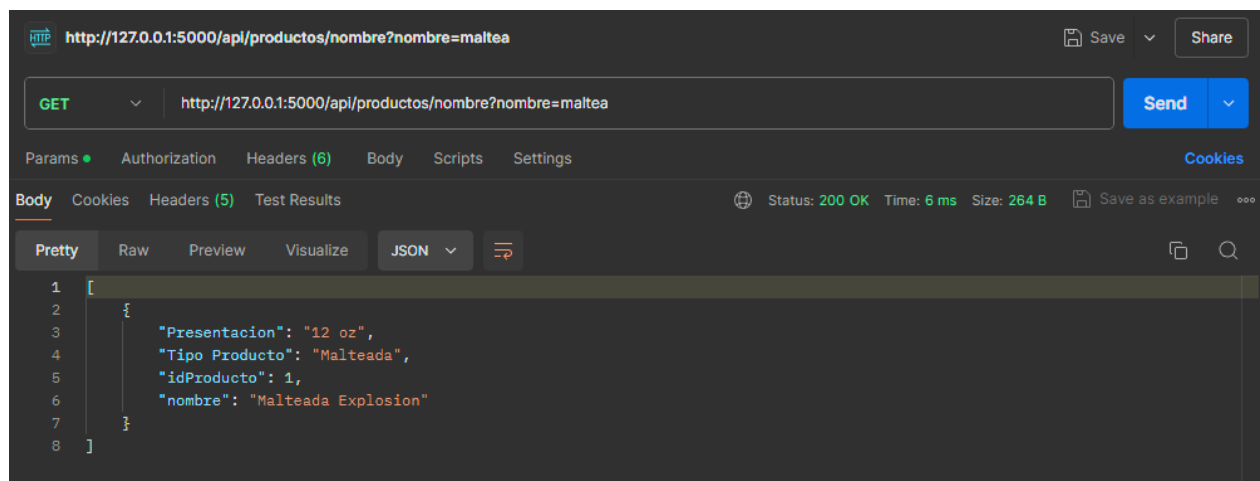 HTTP http://127.0.0.1:5000/api/productos/nombre?nombre=maltea Save Share
GET http://127.0.0.1:5000/api/productos/nombre?nombre=maltea Send
Params Authorization Headers (6) Body Scripts Settings Cookies
Body Cookies Headers (5) Test Results Status: 200 OK Time: 6 ms Size: 264 B Save as example
Pretty Raw Preview Visualize JSON
1 [
2 {
3 "Presentacion": "12 oz",
4 "Tipo Producto": "Malteada",
5 "idProducto": 1,
6 "nombre": "Malteada Explosion"
7 }
8 ]